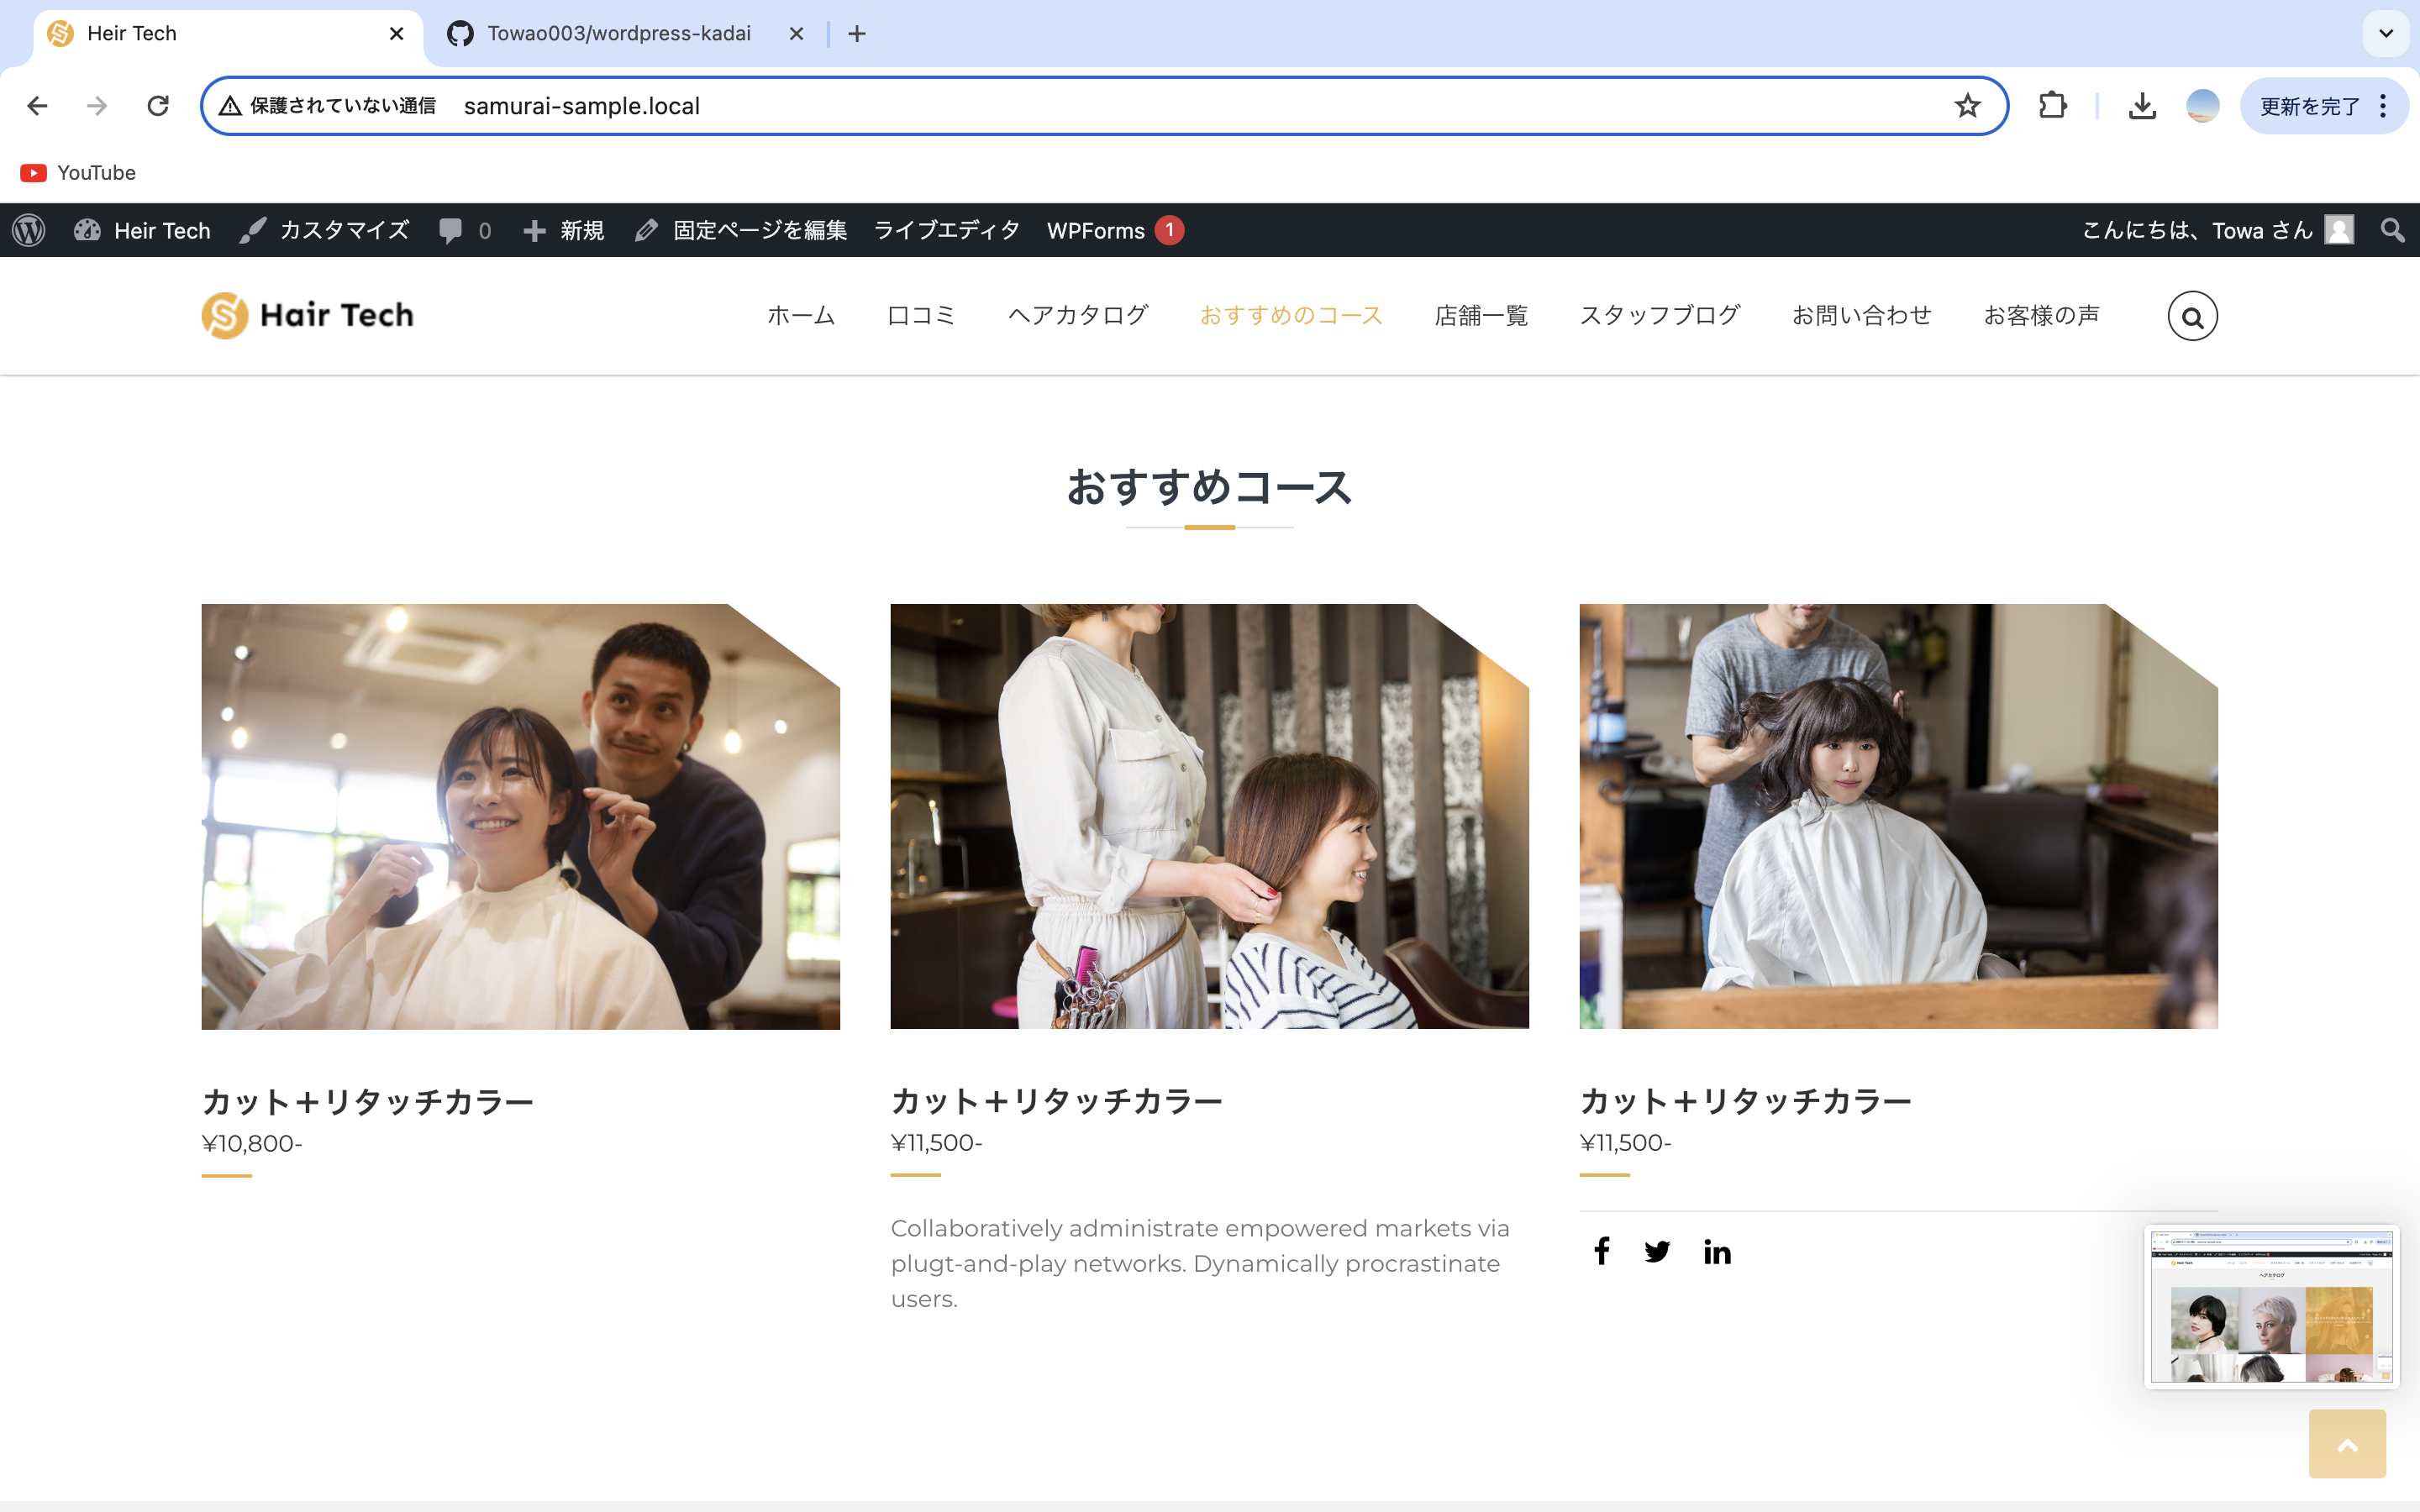 Heir Tech
Towao003/wordpress-kadai
保護されていない通信 samurai-sample.local
更新を完了
YouTube
Heir Tech カスタマイズ 0 新規 固定ページを編集 ライブエディタ WPForms 1 こんにちは、Towa さん
Hair Tech
ホーム 口コミ ヘアカタログ おすすめのコース 店舗一覧 スタッフブログ お問い合わせ お客様の声
おすすめコース
カット＋リタッチカラー
¥10,800-
カット＋リタッチカラー
¥11,500-
Collaboratively administrate empowered markets via
plugt-and-play networks. Dynamically procrastinate
users.
カット＋リタッチカラー
¥11,500-
ヘアカタログ